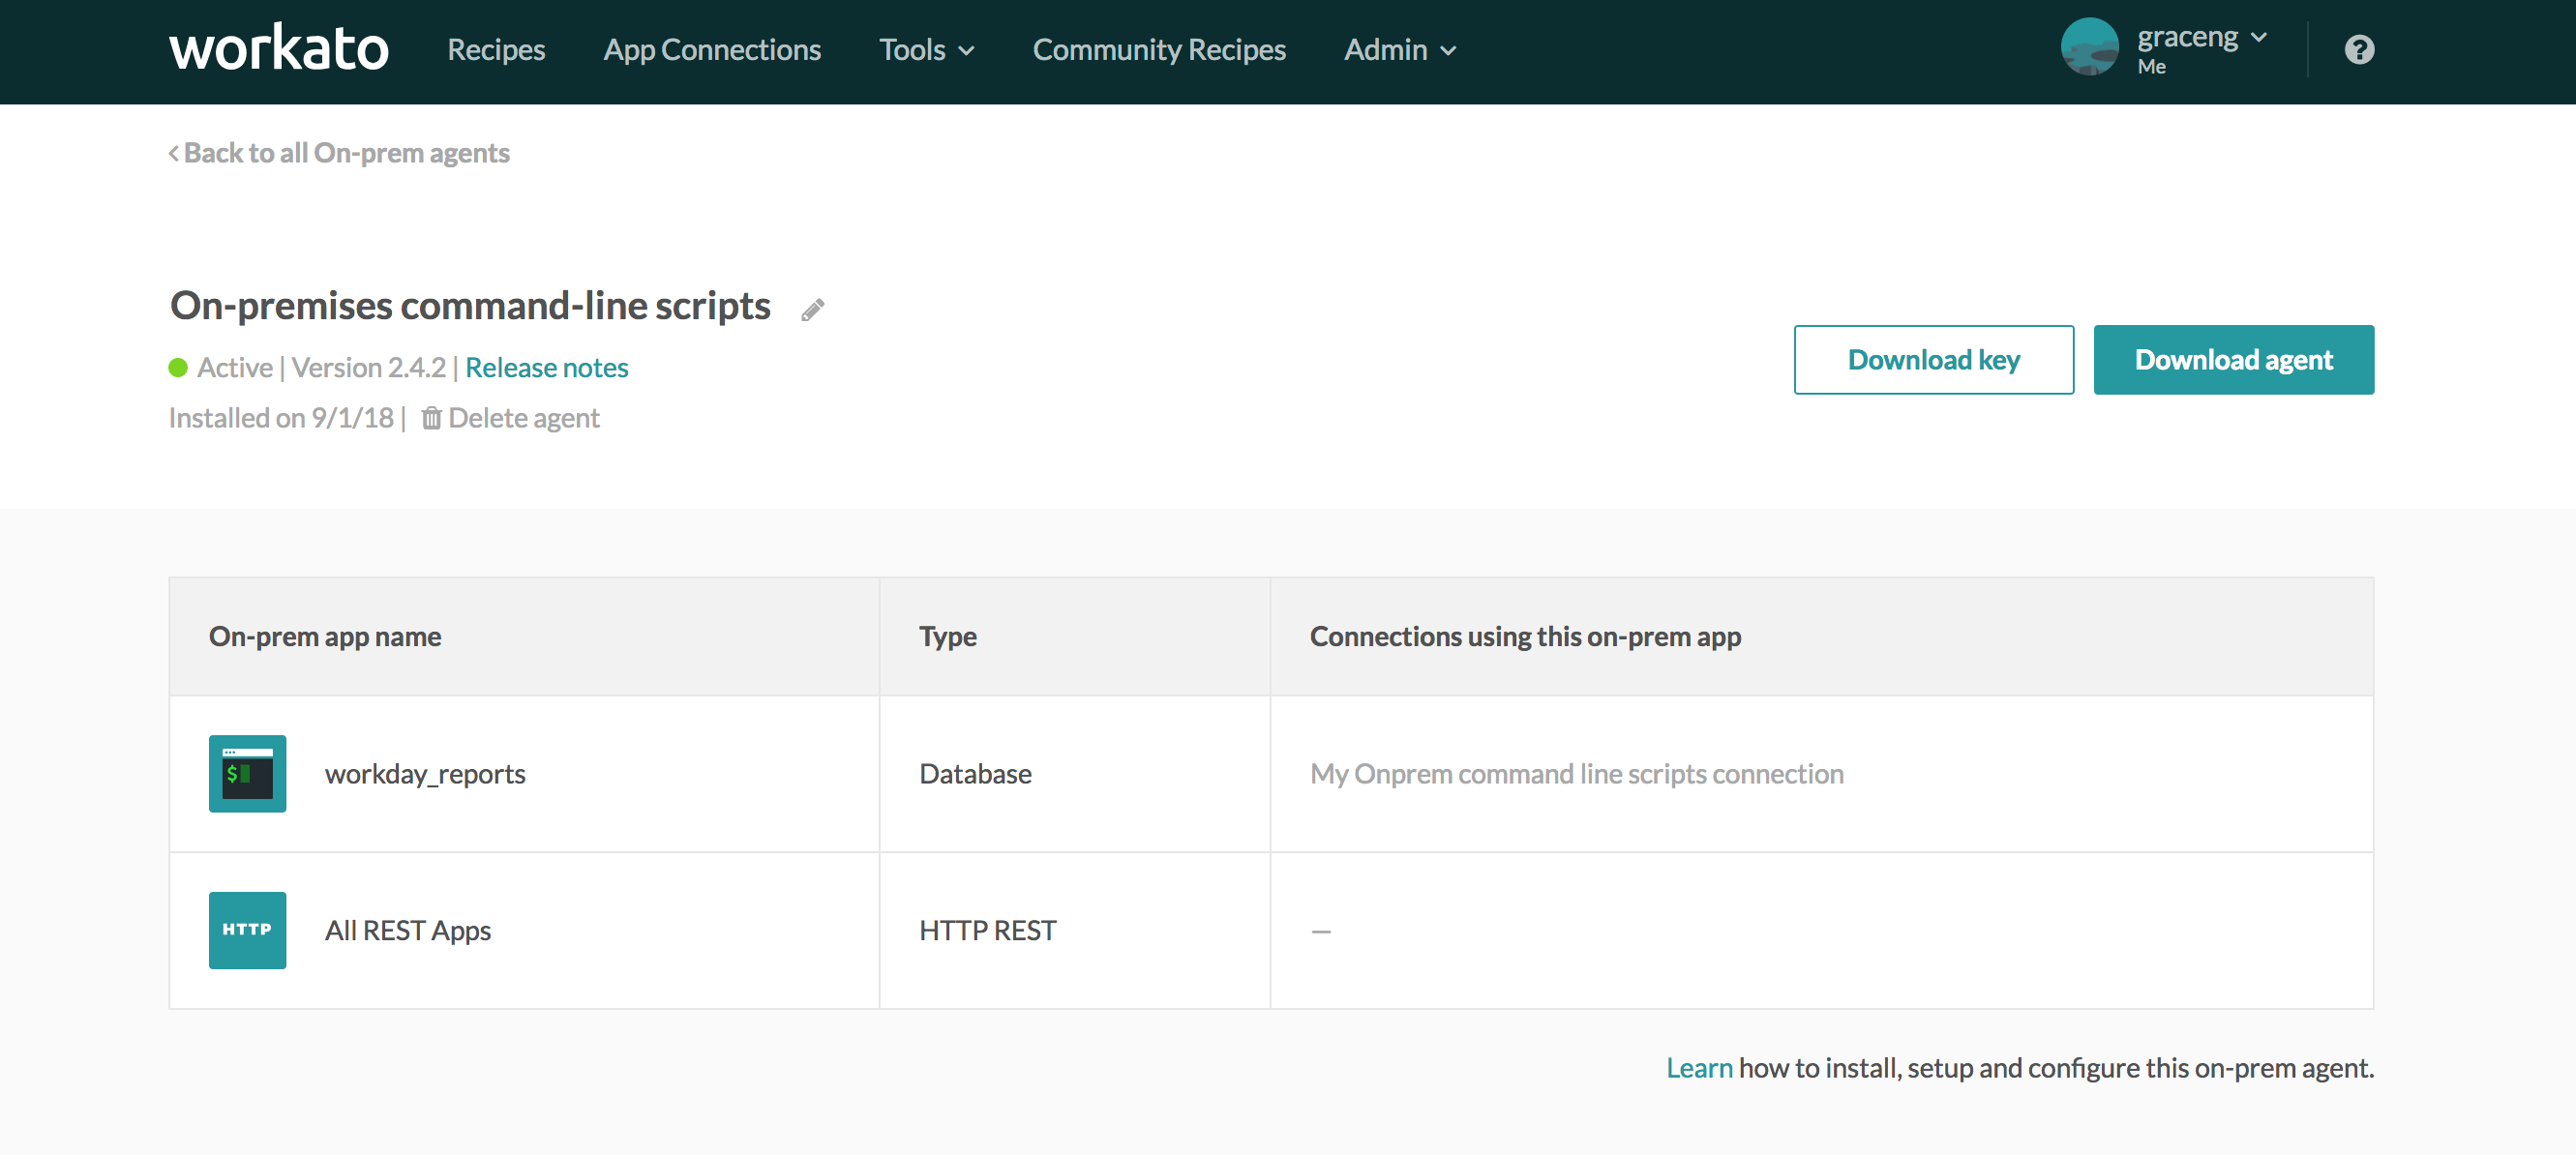 workato Recipes App Connections Tools Community Recipes Admin graceng
Me
Back to all On-prem agents
On-premises command-line scripts
Active | Version 2.4.2 | Release notes
Download key Download agent
Installed on 9/1/18 | Delete agent
On-prem app name Type Connections using this on-prem app
$ workday_reports Database My Onprem command line scripts connection
HTTP All REST Apps HTTP REST —
Learn how to install, setup and configure this on-prem agent.